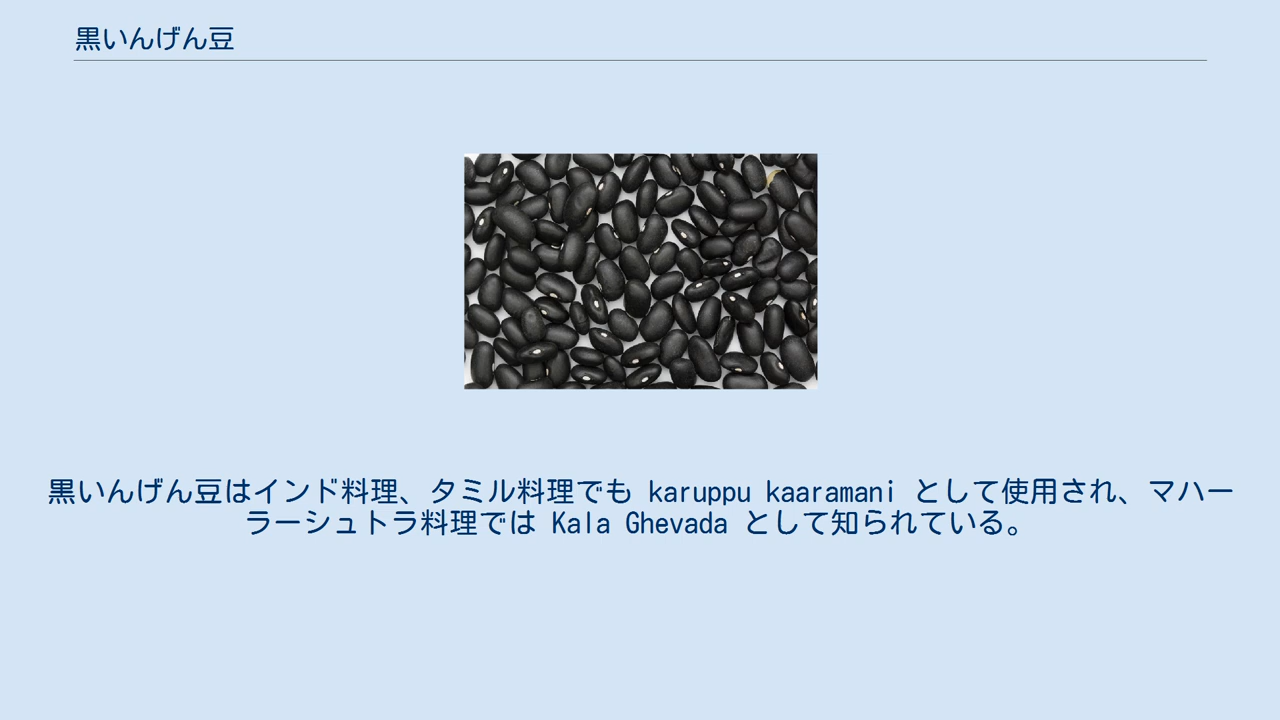 黒いんげん豆
黒いんげん豆はインド料理、タミル料理でも karuppu kaaramani として使用され、マハー
ラーシュトラ料理では Kala Ghevada として知られている。